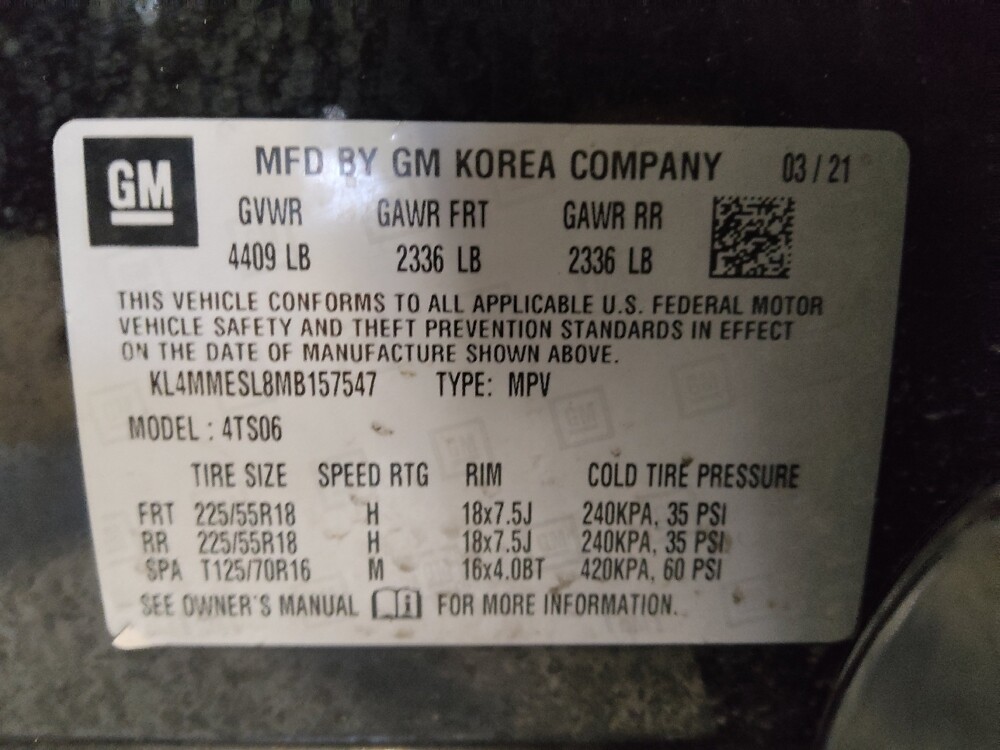 GM
MFD BY GM KOREA COMPANY 03 / 21
GVWR GAWR FRT GAWR RR
4409 LB 2336 LB 2336 LB
THIS VEHICLE CONFORMS TO ALL APPLICABLE U.S. FEDERAL MOTOR
VEHICLE SAFETY AND THEFT PREVENTION STANDARDS IN EFFECT
ON THE DATE OF MANUFACTURE SHOWN ABOVE.
KL4MMESL8MB157547 TYPE: MPV
MODEL : 4TS06
TIRE SIZE SPEED RTG RIM COLD TIRE PRESSURE
FRT 225/55R18 H 18x7.5J 240KPA, 35 PSI
RR 225/55R18 H 18x7.5J 240KPA, 35 PSI
SPA T125/70R16 M 16x4.0BT 420KPA, 60 PSI
SEE OWNER'S MANUAL i FOR MORE INFORMATION.